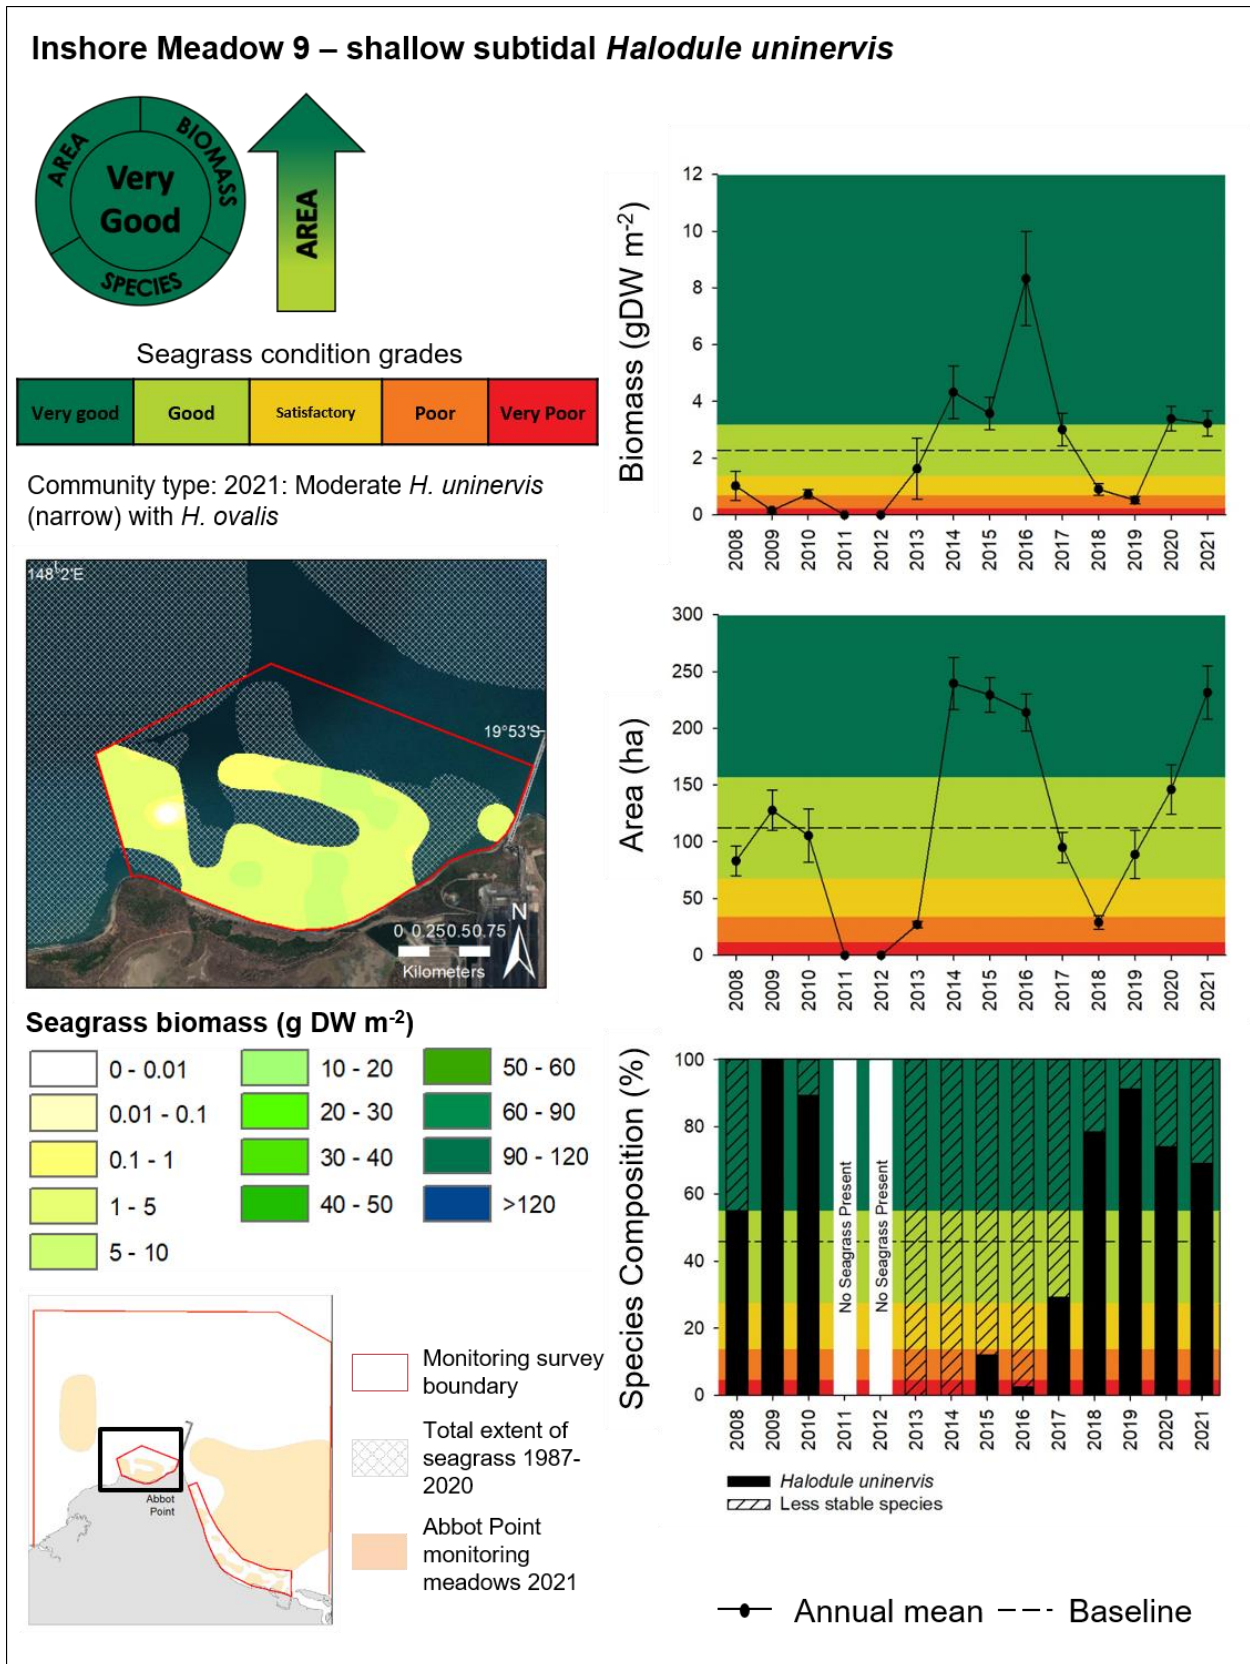 Inshore Meadow 9 – shallow subtidal Halodule uninervis
AREA
BIOMASS
Very
Good
SPECIES
AREA
Seagrass condition grades
Very good
Good
Satisfactory
Poor
Very Poor
Community type: 2021: Moderate H. uninervis
(narrow) with H. ovalis
148°2'E
19°53'S
N
0 0.25 0.5 0.75
Kilometers
Seagrass biomass (g DW m-2)
0 - 0.01
0.01 - 0.1
0.1 - 1
1 - 5
5 - 10
10 - 20
20 - 30
30 - 40
40 - 50
50 - 60
60 - 90
90 - 120
>120
Abbot
Point
Monitoring survey
boundary
Total extent of
seagrass 1987-
2020
Abbot Point
monitoring
meadows 2021
Biomass (gDW m-2)
12
10
8
6
4
2
0
2008 2009 2010 2011 2012 2013 2014 2015 2016 2017 2018 2019 2020 2021
Area (ha)
300
250
200
150
100
50
0
2008 2009 2010 2011 2012 2013 2014 2015 2016 2017 2018 2019 2020 2021
Species Composition (%)
100
80
60
40
20
0
No Seagrass Present
No Seagrass Present
2008 2009 2010 2011 2012 2013 2014 2015 2016 2017 2018 2019 2020 2021
Halodule uninervis
Less stable species
Annual mean
Baseline